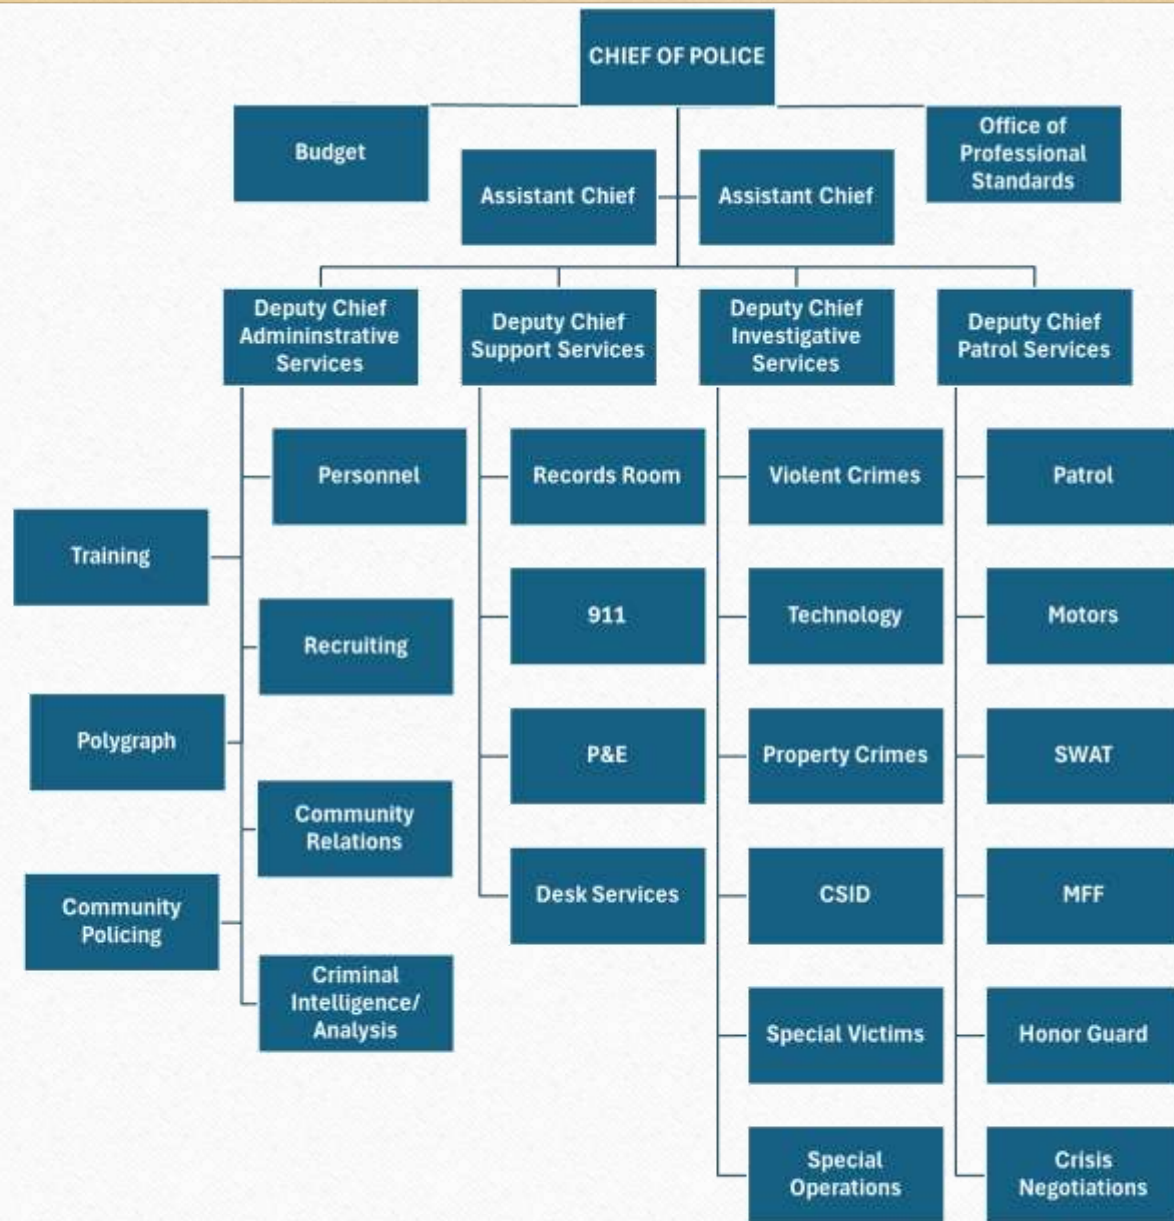 CHIEF OF POLICE
Budget
Office of
Professional
Standards
Assistant Chief
Assistant Chief
Deputy Chief
Admininstrative
Services
Deputy Chief
Support Services
Deputy Chief
Investigative
Services
Deputy Chief
Patrol Services
Personnel
Training
Recruiting
Polygraph
Community
Relations
Community
Policing
Criminal
Intelligence/
Analysis
Records Room
911
P&E
Desk Services
Violent Crimes
Technology
Property Crimes
CSID
Special Victims
Special
Operations
Patrol
Motors
SWAT
MFF
Honor Guard
Crisis
Negotiations